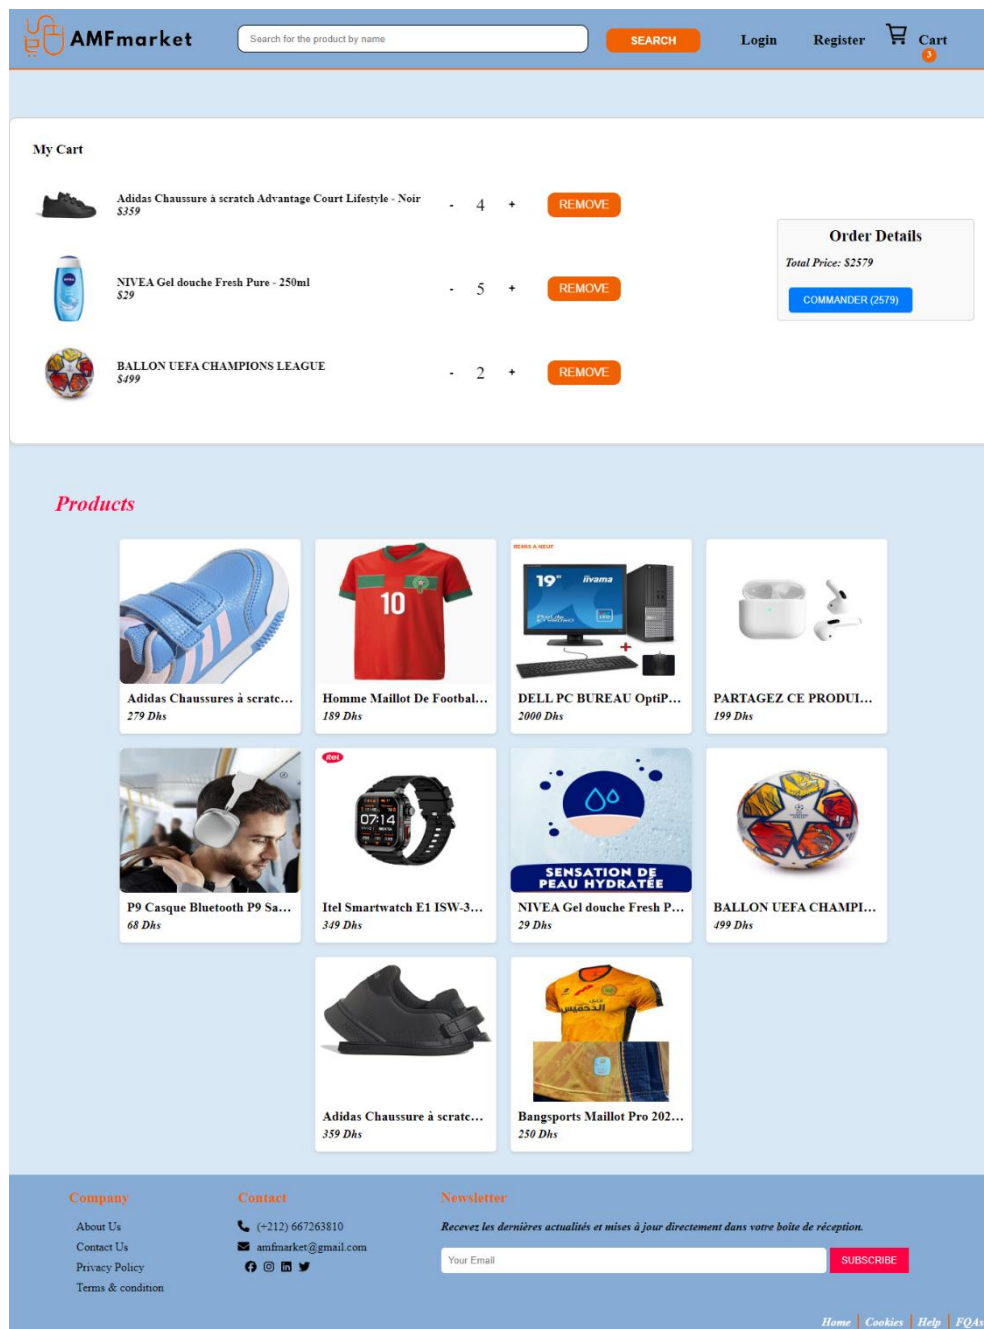 AMFmarket
Search for the product by name
SEARCH
Login
Register
Cart
3
My Cart
Adidas Chaussure à scratch Advantage Court Lifestyle - Noir
$359
- 4 +
REMOVE
NIVEA Gel douche Fresh Pure - 250ml
$29
- 5 +
REMOVE
BALLON UEFA CHAMPIONS LEAGUE
$499
- 2 +
REMOVE
Order Details
Total Price: $2579
COMMANDER (2579)
Products
Adidas Chaussures à scratc...
279 Dhs
10
Homme Maillot De Footbal...
189 Dhs
REMIS A NEUF
19"
iiyama
DELL PC BUREAU OptiP...
2000 Dhs
PARTAGEZ CE PRODUI...
199 Dhs
P9 Casque Bluetooth P9 Sa...
68 Dhs
itel
07:14
Itel Smartwatch E1 ISW-3...
349 Dhs
SENSATION DE
PEAU HYDRATÉE
NIVEA Gel douche Fresh P...
29 Dhs
BALLON UEFA CHAMPI...
499 Dhs
Adidas Chaussure à scratc...
359 Dhs
Bangsports Maillot Pro 202...
250 Dhs
Company
About Us
Contact Us
Privacy Policy
Terms & condition
Contact
(+212) 667263810
amfmarket@gmail.com
Newsletter
Recevez les dernières actualités et mises à jour directement dans votre boîte de réception.
Your Email
SUBSCRIBE
Home | Cookies | Help | FQAs